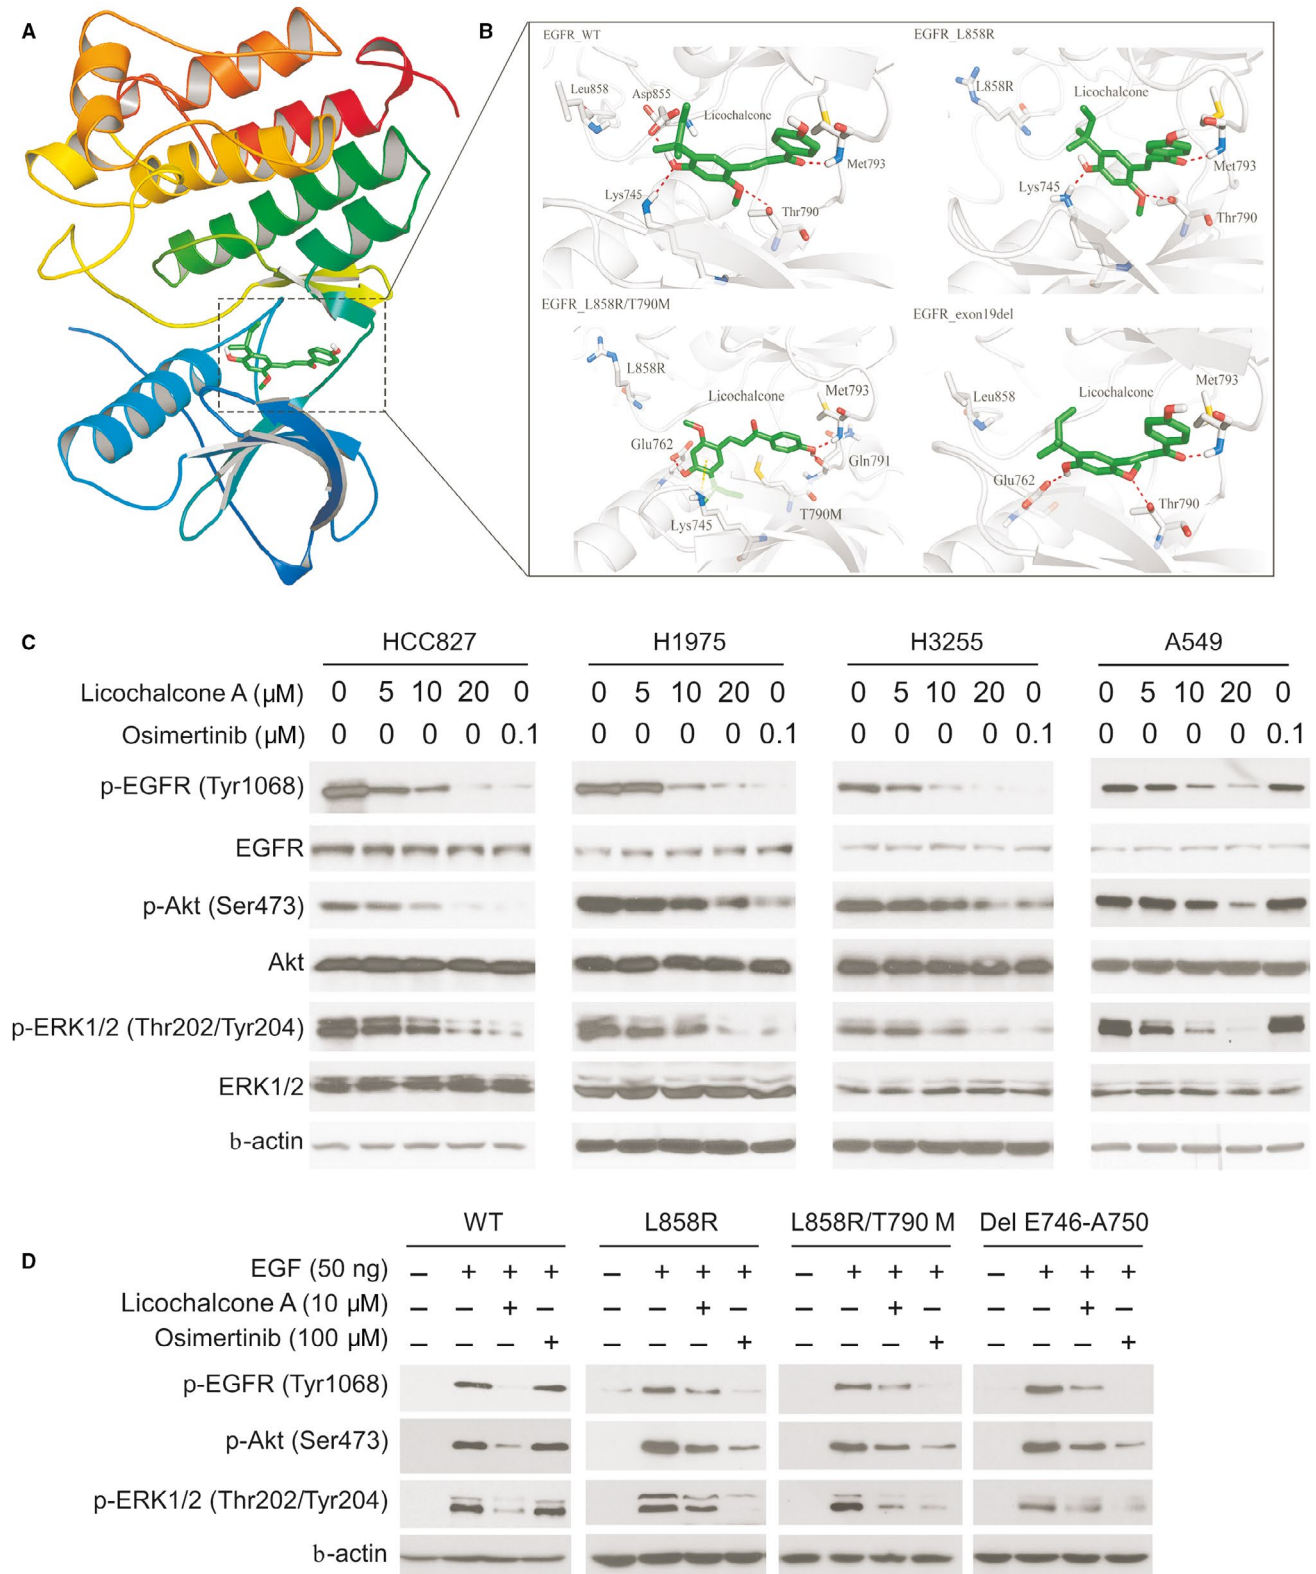 A
B
EGFR_WT
Leu858
Asp855
Licochalcone
Met793
Lys745
Thr790
EGFR_L858R
L858R
Licochalcone
Met793
Lys745
Thr790
EGFR_L858R/T790M
L858R
Licochalcone
Met793
Glu762
Gln791
Lys745
T790M
EGFR_exon19del
Leu858
Licochalcone
Met793
Glu762
Thr790
C
HCC827 H1975 H3255 A549
Licochalcone A (μM) 0 5 10 20 0 0 5 10 20 0 0 5 10 20 0 0 5 10 20 0
Osimertinib (μM) 0 0 0 0 0.1 0 0 0 0 0.1 0 0 0 0 0.1 0 0 0 0 0.1
p-EGFR (Tyr1068)
EGFR
p-Akt (Ser473)
Akt
p-ERK1/2 (Thr202/Tyr204)
ERK1/2
b-actin
D
WT L858R L858R/T790 M Del E746-A750
EGF (50 ng) – + + + – + + + – + + + – + + +
Licochalcone A (10 μM) – – + – – – + – – – + – – – + –
Osimertinib (100 μM) – – – + – – – + – – – + – – – +
p-EGFR (Tyr1068)
p-Akt (Ser473)
p-ERK1/2 (Thr202/Tyr204)
b-actin